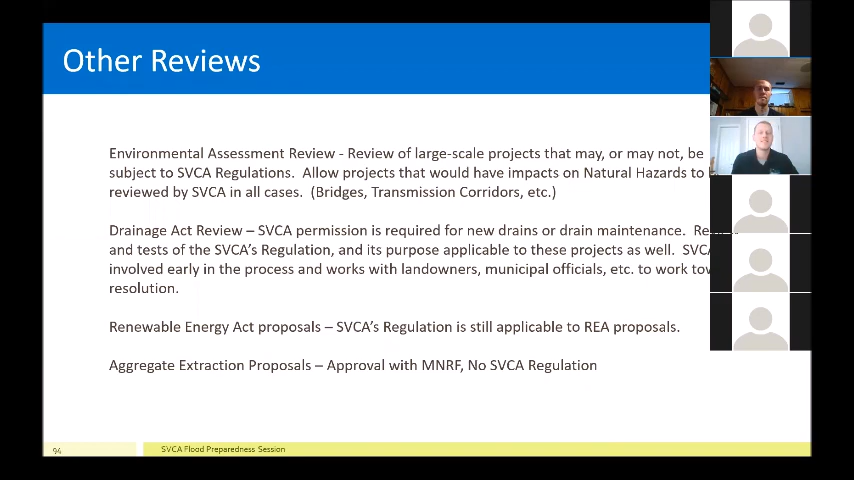 Other Reviews
Environmental Assessment Review - Review of large-scale projects that may, or may not, be
subject to SVCA Regulations. Allow projects that would have impacts on Natural Hazards to
reviewed by SVCA in all cases. (Bridges, Transmission Corridors, etc.)
Drainage Act Review – SVCA permission is required for new drains or drain maintenance.
and tests of the SVCA's Regulation, and its purpose applicable to these projects as well. SVCA
involved early in the process and works with landowners, municipal officials, etc. to work
resolution.
Renewable Energy Act proposals – SVCA's Regulation is still applicable to REA proposals.
Aggregate Extraction Proposals – Approval with MNRF, No SVCA Regulation
94
SVCA Flood Preparedness Session